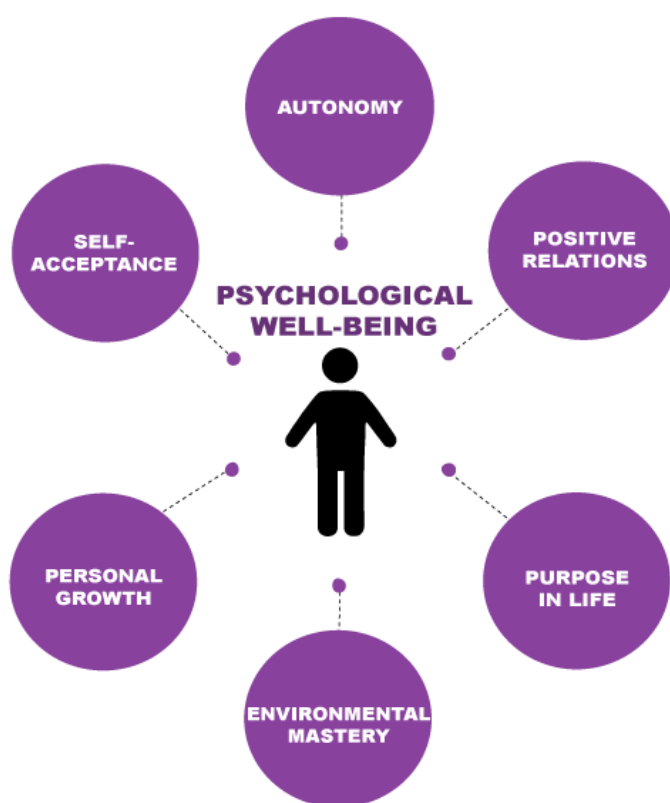 AUTONOMY
SELF-
ACCEPTANCE
POSITIVE
RELATIONS
PSYCHOLOGICAL
WELL-BEING
PERSONAL
GROWTH
PURPOSE
IN LIFE
ENVIRONMENTAL
MASTERY